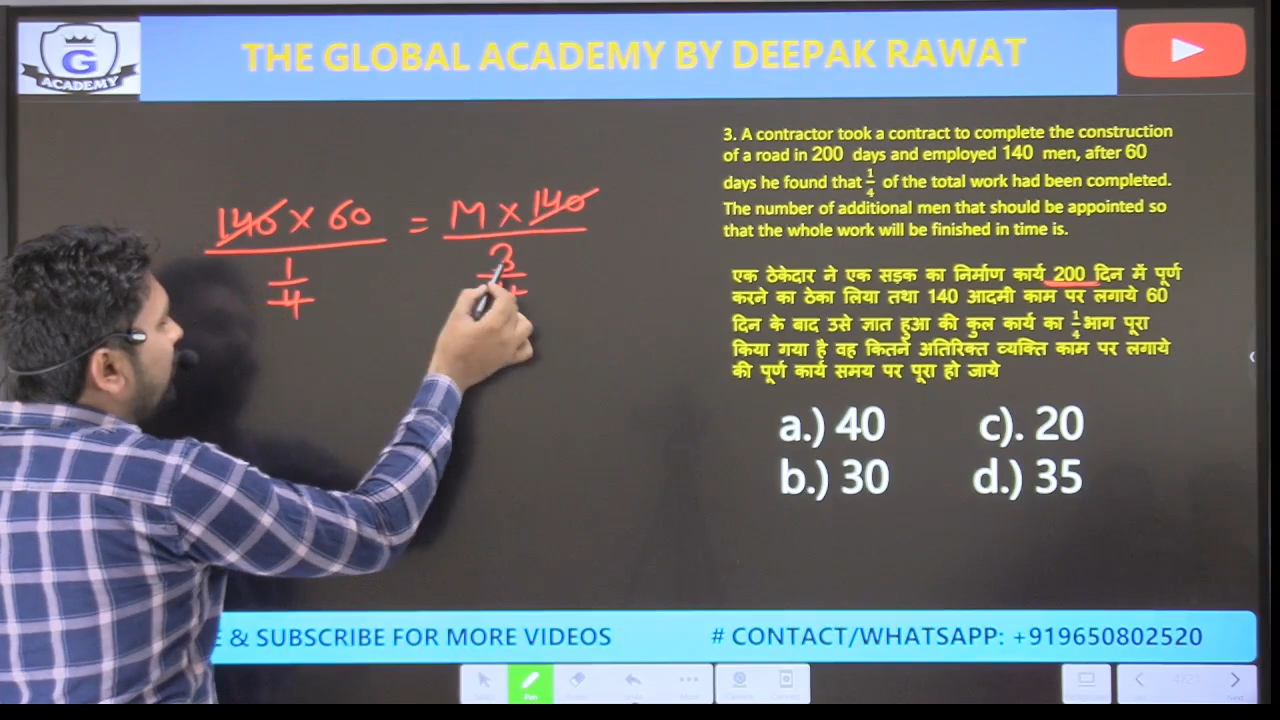 G
ACADEMY
THE GLOBAL ACADEMY BY DEEPAK RAWAT
3. A contractor took a contract to complete the construction
of a road in 200 days and employed 140 men, after 60
days he found that 1/4 of the total work had been completed.
The number of additional men that should be appointed so
that the whole work will be finished in time is.
एक ठेकेदार ने एक सड़क का निर्माण कार्य 200 दिन में पूर्ण
करने का ठेका लिया तथा 140 आदमी काम पर लगाये 60
दिन के बाद उसे ज्ञात हुआ की कुल कार्य का 1/4 भाग पूरा
किया गया है वह कितने अतिरिक्त व्यक्ति काम पर लगाये
की पूर्ण कार्य समय पर पूरा हो जाये
a.) 40 c). 20
b.) 30 d.) 35
140 × 60 = M × 140
1 3
4
& SUBSCRIBE FOR MORE VIDEOS # CONTACT/WHATSAPP: +919650802520
Pen